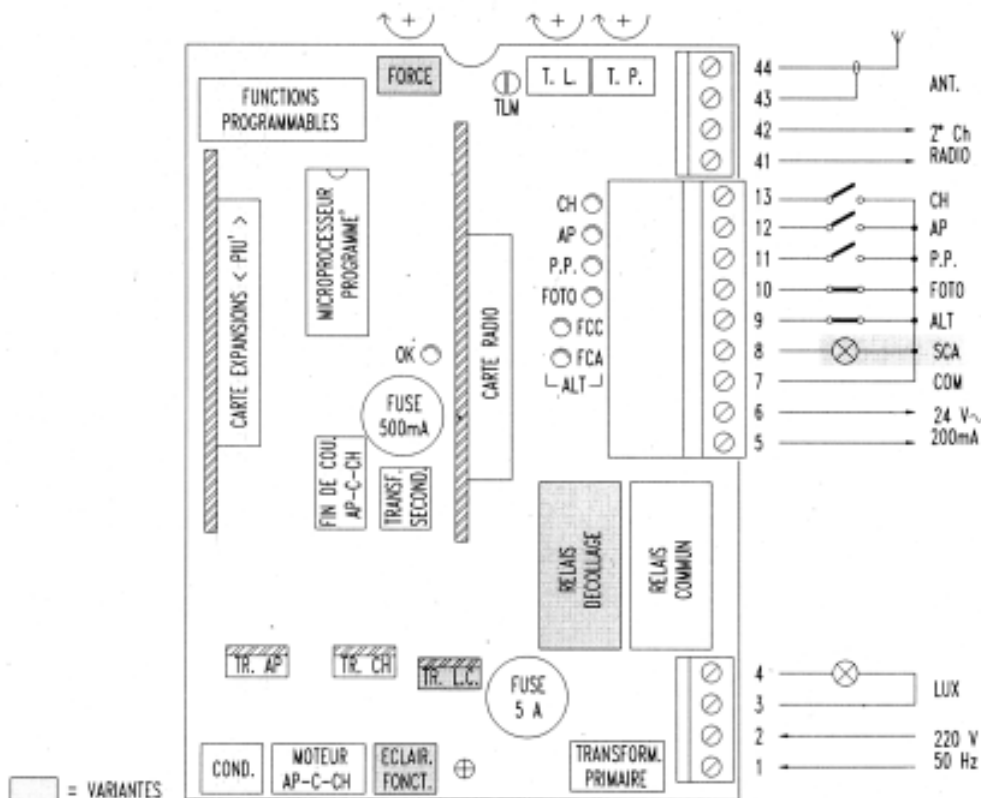 FORCE
T. L.
T. P.
TLM
FUNCTIONS
PROGRAMMABLES
CARTE EXPANSIONS < PIU' >
MICROPROCESSEUR
PROGRAMME"
OK
FUSE
500mA
CARTE RADIO
FIN DE COU.
AP-C-CH
TRANSF.
SECOND.
CH
AP
P.P.
FOTO
FCC
FCA
ALT
44
43
ANT.
42
41
2" Ch
RADIO
13 CH
12 AP
11 P.P.
10 FOTO
9 ALT
8 SCA
7 COM
6
5
24 V~
200mA
RELAIS
DECOLLAGE
RELAIS
COMMUN
TR. AP
TR. CH
TR. L.C.
FUSE
5 A
4
3
LUX
2
1
220 V
50 Hz
COND.
MOTEUR
AP-C-CH
ECLAIR.
FONCT.
TRANSFORM.
PRIMAIRE
= VARIANTES